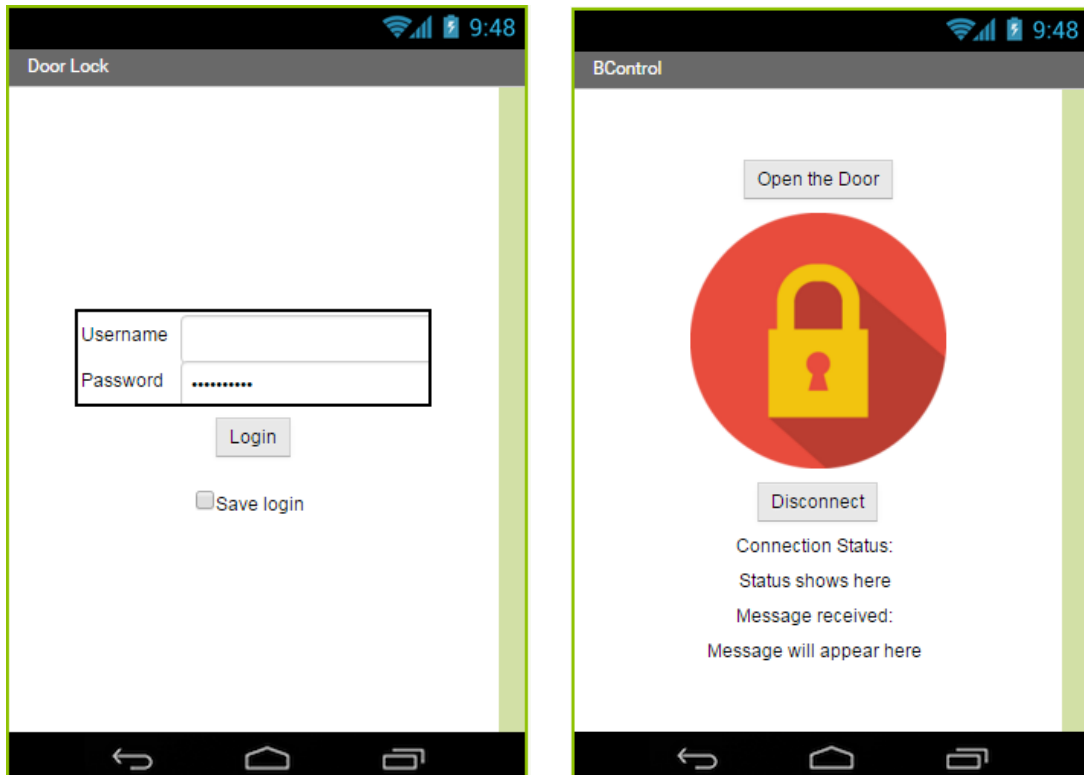 9:48
Door Lock
Username
Password ••••••••••
Login
Save login
9:48
BControl
Open the Door
Disconnect
Connection Status:
Status shows here
Message received:
Message will appear here